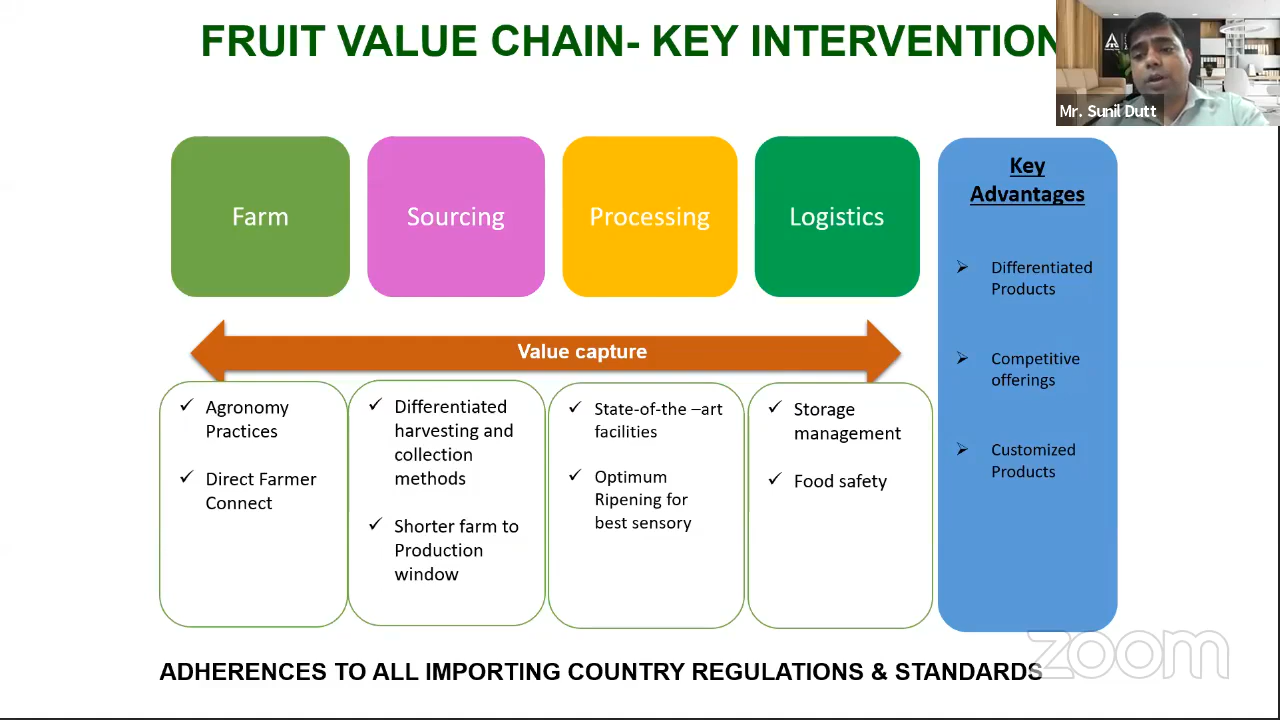 FRUIT VALUE CHAIN- KEY INTERVENTION
Mr. Sunil Dutt
Farm
Sourcing
Processing
Logistics
Key
Advantages
Differentiated
Products
Competitive
offerings
Customized
Products
Value capture
Agronomy
Practices
Direct Farmer
Connect
Differentiated
harvesting and
collection
methods
Shorter farm to
Production
window
State-of-the –art
facilities
Optimum
Ripening for
best sensory
Storage
management
Food safety
ADHERENCES TO ALL IMPORTING COUNTRY REGULATIONS & STANDARDS
zoom